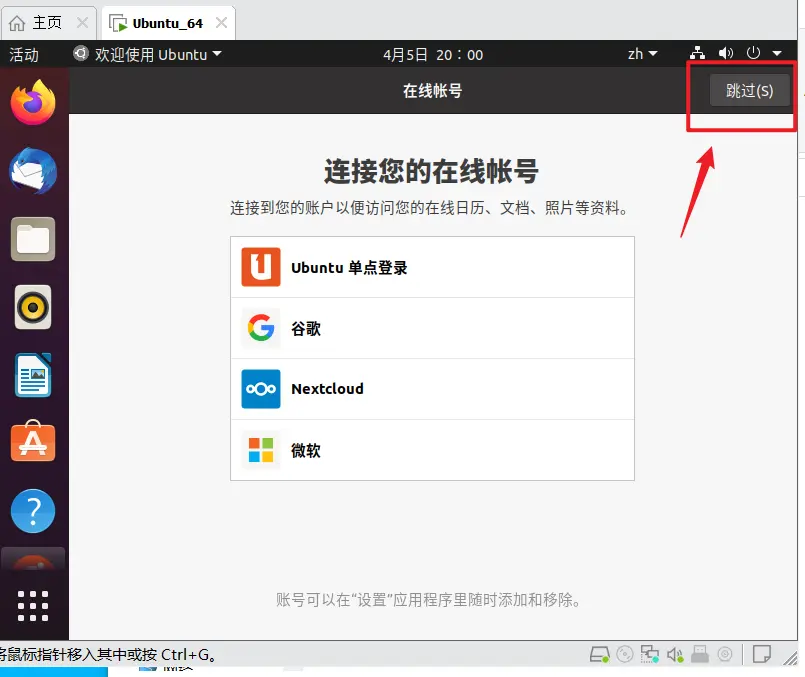 主页
Ubuntu_64
活动
欢迎使用 Ubuntu
4月5日 20：00
zh
在线帐号
跳过(S)
连接您的在线帐号
连接到您的账户以便访问您的在线日历、文档、照片等资料。
Ubuntu 单点登录
谷歌
Nextcloud
微软
账号可以在“设置”应用程序里随时添加和移除。
将鼠标指针移入其中或按 Ctrl+G。